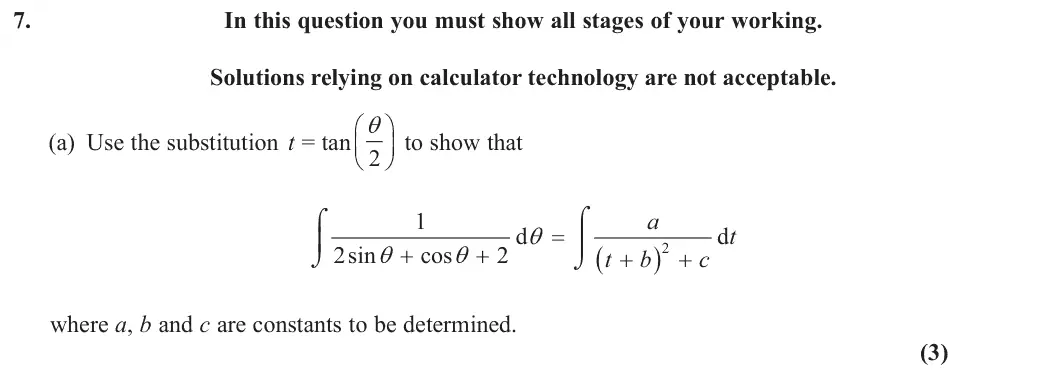 7. In this question you must show all stages of your working.
Solutions relying on calculator technology are not acceptable.
(a) Use the substitution t = tan(θ/2) to show that
∫ 1/(2 sin θ + cos θ + 2) dθ = ∫ a/((t + b)² + c) dt
where a, b and c are constants to be determined.
(3)